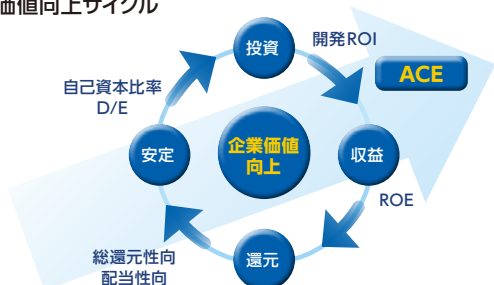 価値向上サイクル
投資
開発ROI
ACE
自己資本比率
D/E
安定
企業価値
向上
収益
ROE
総還元性向
配当性向
還元